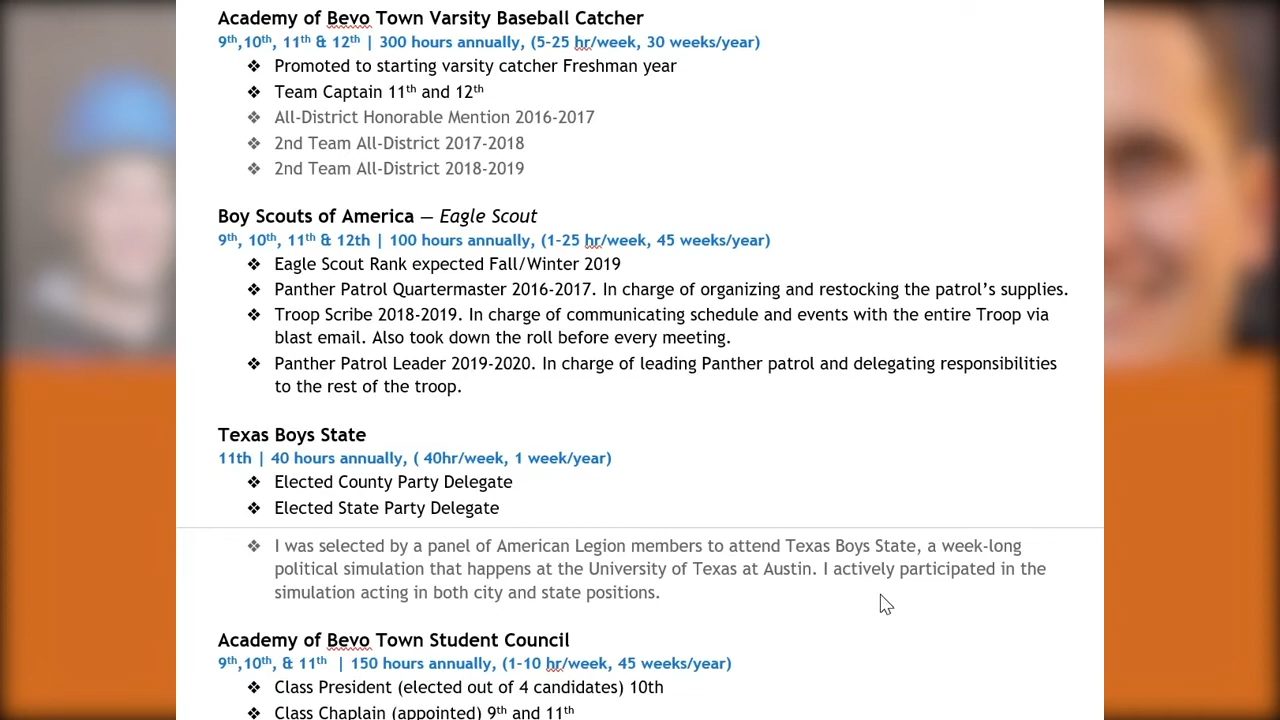 Academy of Bevo Town Varsity Baseball Catcher
9th,10th, 11th & 12th | 300 hours annually, (5-25 hr/week, 30 weeks/year)
❖ Promoted to starting varsity catcher Freshman year
❖ Team Captain 11th and 12th
❖ All-District Honorable Mention 2016-2017
❖ 2nd Team All-District 2017-2018
❖ 2nd Team All-District 2018-2019
Boy Scouts of America — Eagle Scout
9th, 10th, 11th & 12th | 100 hours annually, (1-25 hr/week, 45 weeks/year)
❖ Eagle Scout Rank expected Fall/Winter 2019
❖ Panther Patrol Quartermaster 2016-2017. In charge of organizing and restocking the patrol's supplies.
❖ Troop Scribe 2018-2019. In charge of communicating schedule and events with the entire Troop via
blast email. Also took down the roll before every meeting.
❖ Panther Patrol Leader 2019-2020. In charge of leading Panther patrol and delegating responsibilities
to the rest of the troop.
Texas Boys State
11th | 40 hours annually, ( 40hr/week, 1 week/year)
❖ Elected County Party Delegate
❖ Elected State Party Delegate
❖ I was selected by a panel of American Legion members to attend Texas Boys State, a week-long
political simulation that happens at the University of Texas at Austin. I actively participated in the
simulation acting in both city and state positions.
Academy of Bevo Town Student Council
9th,10th, & 11th | 150 hours annually, (1-10 hr/week, 45 weeks/year)
❖ Class President (elected out of 4 candidates) 10th
❖ Class Chaplain (appointed) 9th and 11th